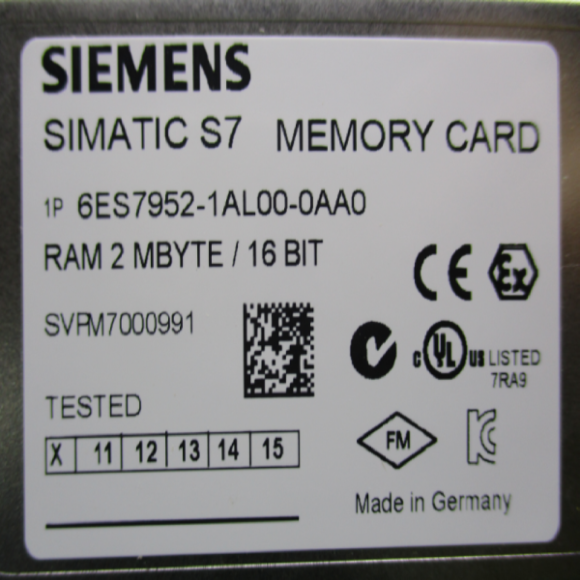 SIEMENS
SIMATIC S7 MEMORY CARD
1P 6ES7952-1AL00-0AA0
RAM 2 MBYTE / 16 BIT
CE Ex
SVPM7000991
C UL US LISTED
7RA9
TESTED
X 11 12 13 14 15
FM
Made in Germany